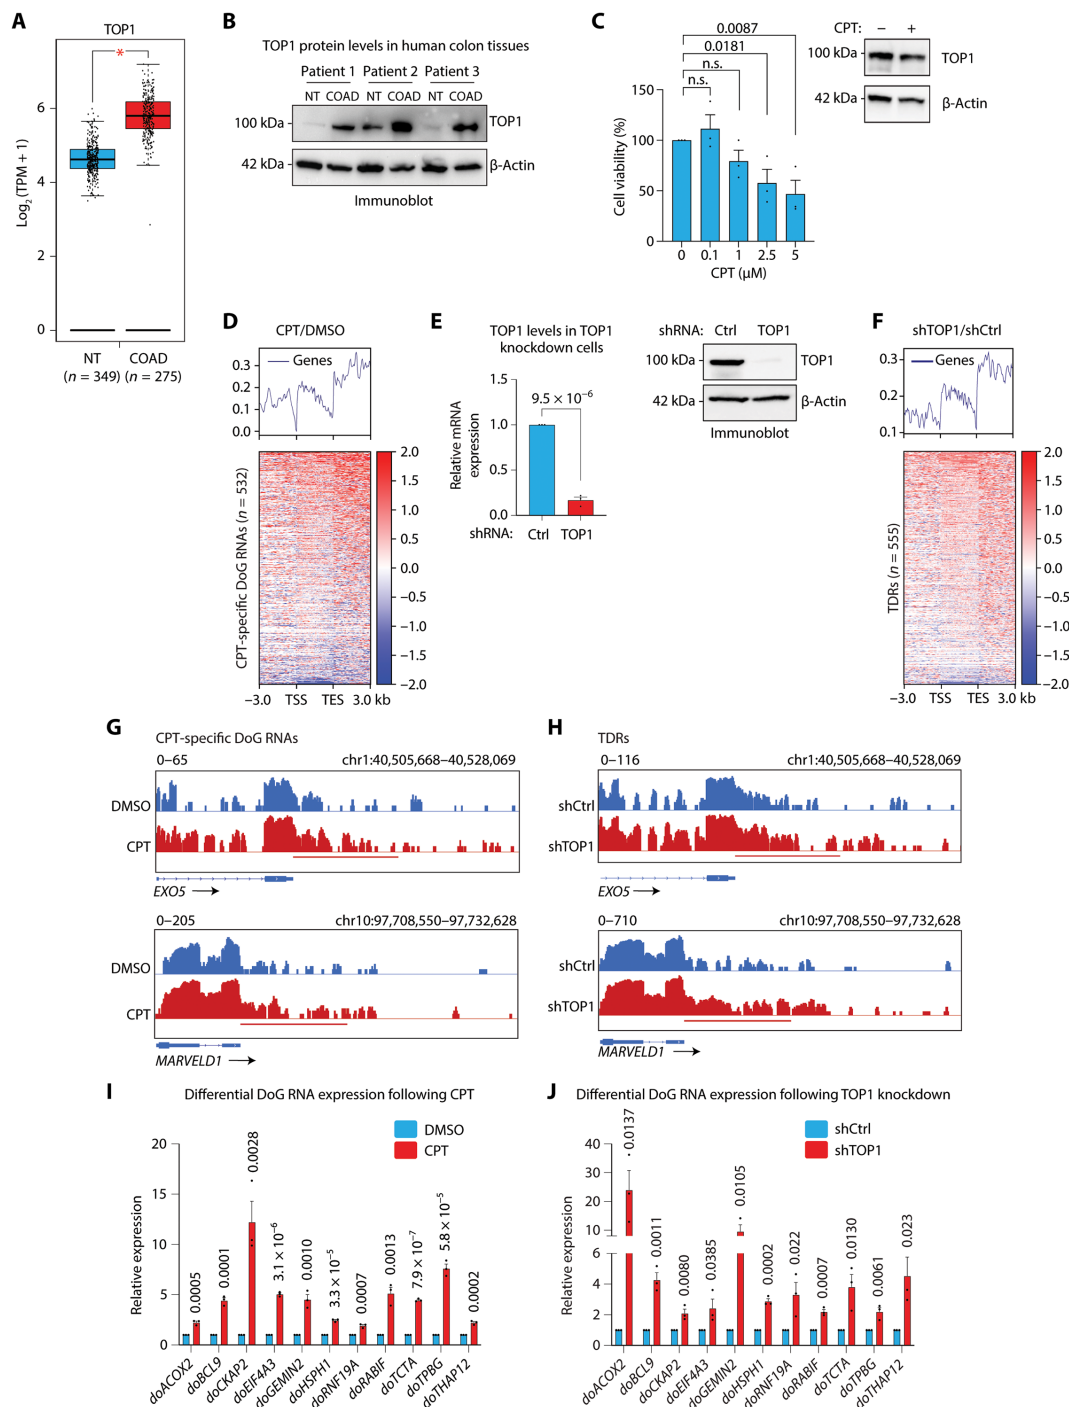 A
TOP1
*
Log2 (TPM + 1)
6
4
2
0
NT
(n = 349)
COAD
(n = 275)
B
TOP1 protein levels in human colon tissues
Patient 1 Patient 2 Patient 3
NT COAD NT COAD NT COAD
100 kDa
TOP1
42 kDa
β-Actin
Immunoblot
C
0.0087
0.0181
n.s.
n.s.
Cell viability (%)
150
100
50
0
0 0.1 1 2.5 5
CPT (μM)
CPT: − +
100 kDa
TOP1
42 kDa
β-Actin
D
CPT/DMSO
Genes
0.3
0.2
0.1
0.0
CPT-specific DoG RNAs (n = 532)
2.0
1.5
1.0
0.5
0.0
−0.5
−1.0
−1.5
−2.0
−3.0 TSS TES 3.0 kb
E
TOP1 levels in TOP1
knockdown cells
Relative mRNA
expression
1.5
1.0
0.5
0.0
9.5 × 10−6
shRNA: Ctrl TOP1
shRNA: Ctrl TOP1
100 kDa
TOP1
42 kDa
β-Actin
Immunoblot
F
shTOP1/shCtrl
Genes
0.3
0.2
0.1
TDRs (n = 555)
2.0
1.5
1.0
0.5
0.0
−0.5
−1.0
−1.5
−2.0
−3.0 TSS TES 3.0 kb
G
CPT-specific DoG RNAs
0–65 chr1:40,505,668–40,528,069
DMSO
CPT
EXO5
0–205 chr10:97,708,550–97,732,628
DMSO
CPT
MARVELD1
H
TDRs
0–116 chr1:40,505,668–40,528,069
shCtrl
shTOP1
EXO5
0–710 chr10:97,708,550–97,732,628
shCtrl
shTOP1
MARVELD1
I
Differential DoG RNA expression following CPT
DMSO
CPT
Relative expression
20
15
10
5
0
0.0005
0.0001
0.0028
3.1 × 10−6
0.0010
3.3 × 10−5
0.0007
0.0013
7.9 × 10−7
5.8 × 10−5
0.0002
doACOX2
doBCL9
doCKAP2
doEIF4A3
doGEMIN2
doHSPH1
doRNF19A
doRABIF
doTCTA
doTPBG
doTHAP12
J
Differential DoG RNA expression following TOP1 knockdown
shCtrl
shTOP1
Relative expression
40
30
20
10
6
4
2
0
0.0137
0.0011
0.0080
0.0385
0.0105
0.0002
0.022
0.0007
0.0130
0.0061
0.023
doACOX2
doBCL9
doCKAP2
doEIF4A3
doGEMIN2
doHSPH1
doRNF19A
doRABIF
doTCTA
doTPBG
doTHAP12